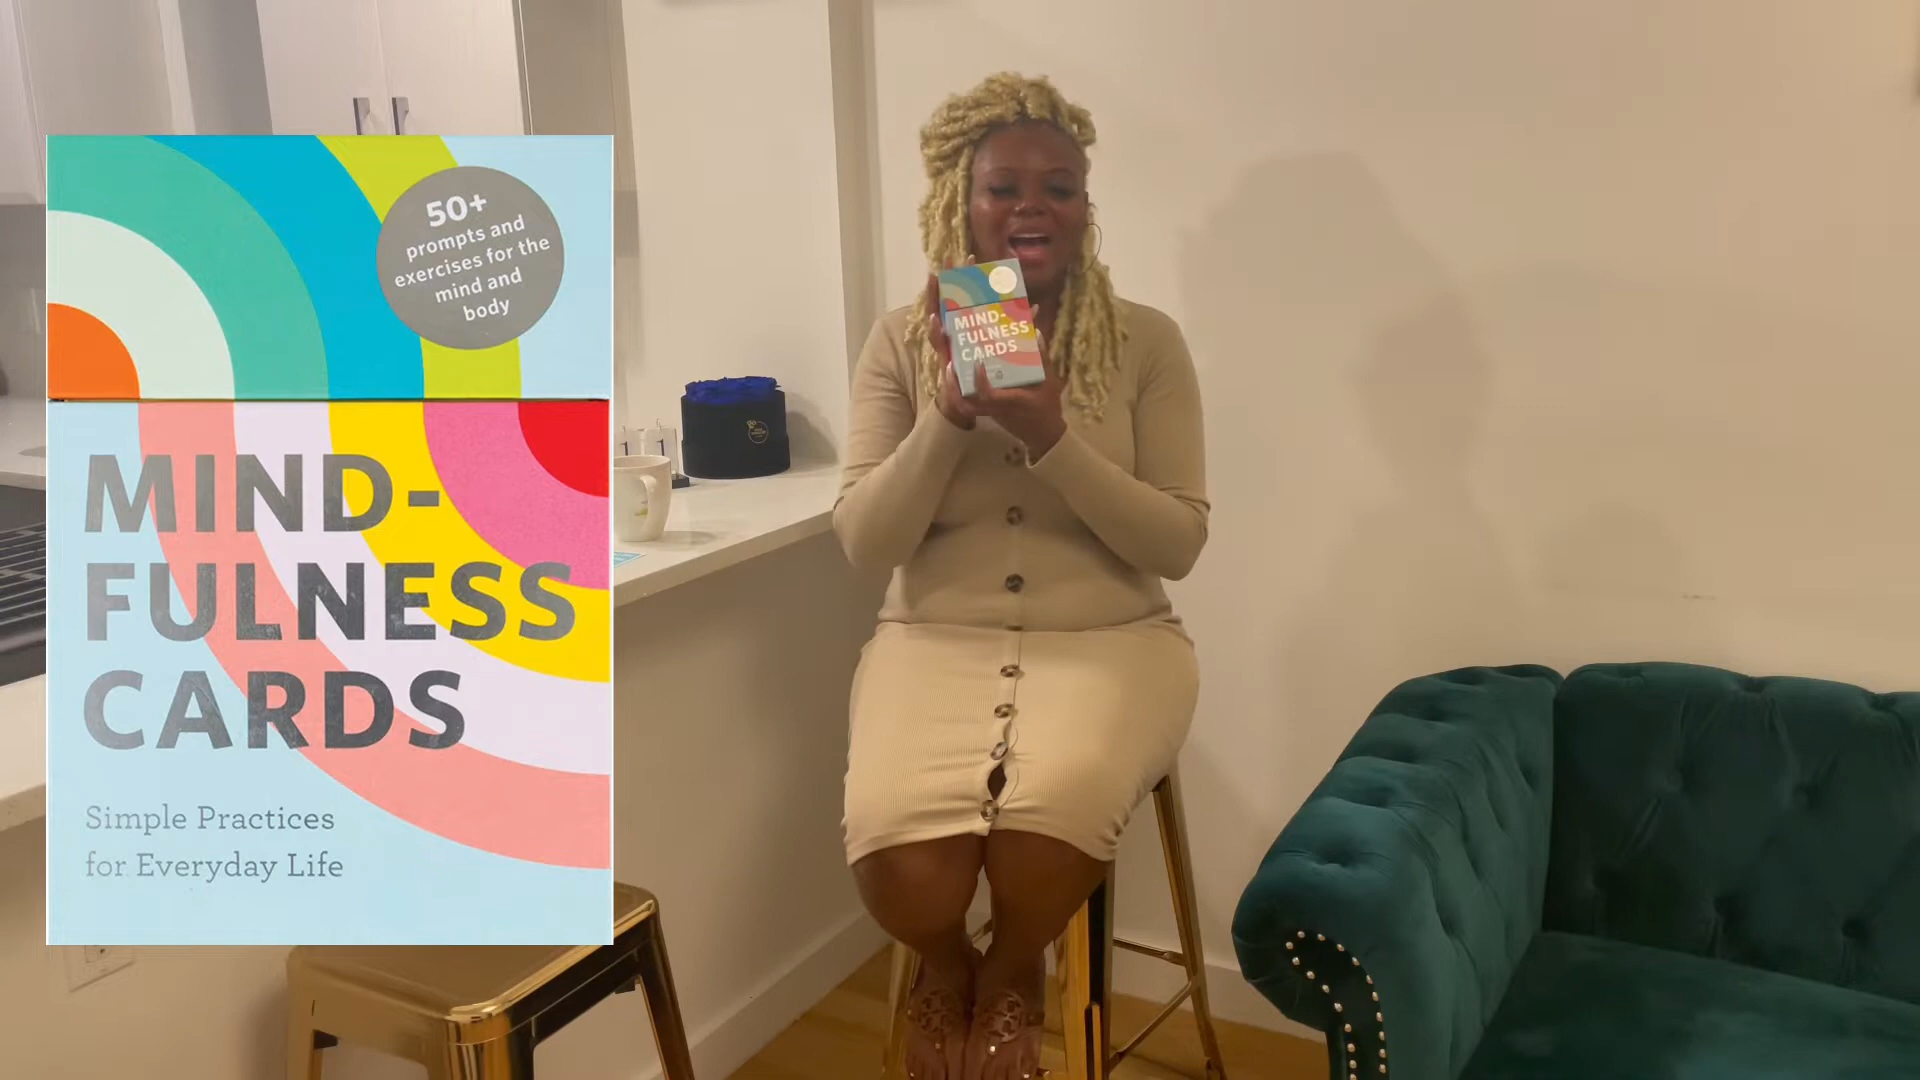 50+
prompts and
exercises for the
mind and
body
MIND-
FULNESS
CARDS
Simple Practices
for Everyday Life
MIND-
FULNESS
CARDS